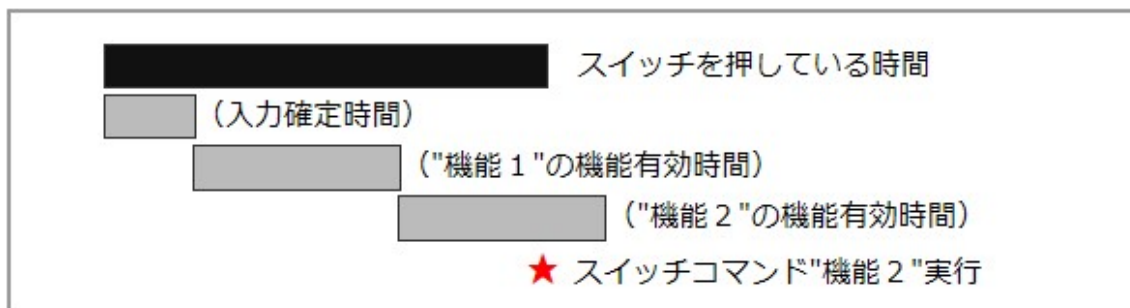 スイッチを押している時間
（入力確定時間）
（"機能１"の機能有効時間）
（"機能２"の機能有効時間）
★ スイッチコマンド"機能２"実行